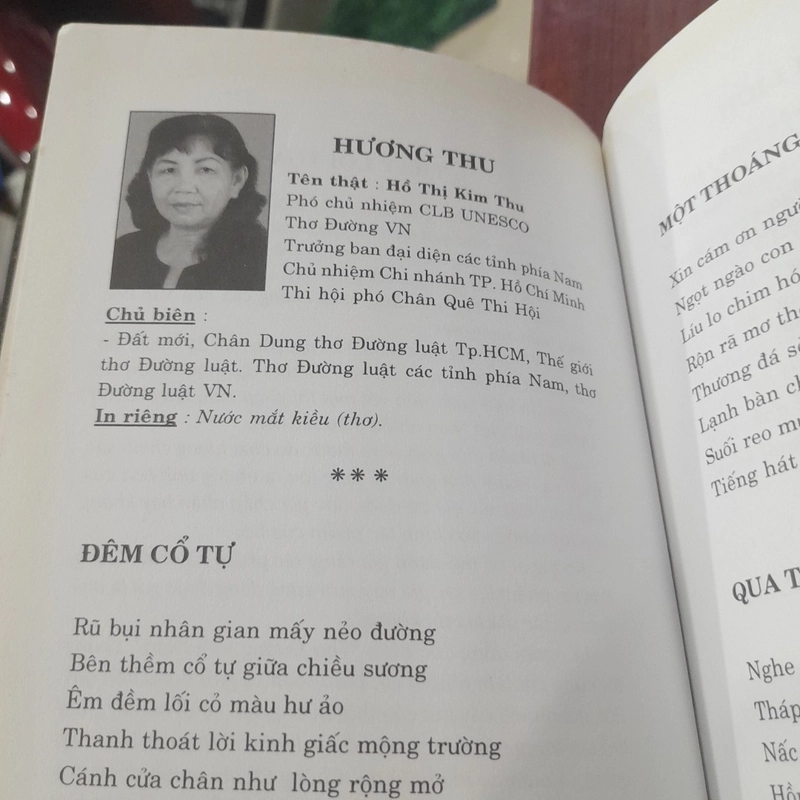 HƯƠNG THU
Tên thật : Hồ Thị Kim Thu
Phó chủ nhiệm CLB UNESCO
Thơ Đường VN
Trưởng ban đại diện các tỉnh phía Nam
Chủ nhiệm Chi nhánh TP. Hồ Chí Minh
Thi hội phó Chân Quê Thi Hội
Chủ biên :
- Đất mới, Chân Dung thơ Đường luật Tp.HCM, Thế giới
thơ Đường luật. Thơ Đường luật các tỉnh phía Nam, thơ
Đường luật VN.
In riêng : Nước mắt kiều (thơ).
***
ĐÊM CỔ TỰ
Rũ bụi nhân gian mấy nẻo đường
Bên thềm cổ tự giữa chiều sương
Êm đềm lối cỏ màu hư ảo
Thanh thoát lời kinh giấc mộng trường
Cánh cửa chân như lòng rộng mở
MỘT THOÁNG
Xin cám ơn ngư
Ngọt ngào con
Líu lo chim hó
Rộn rã mơ th
Thương đá s
Lạnh bàn ch
Suối reo m
Tiếng hát
QUA T
Nghe
Tháp
Nấc